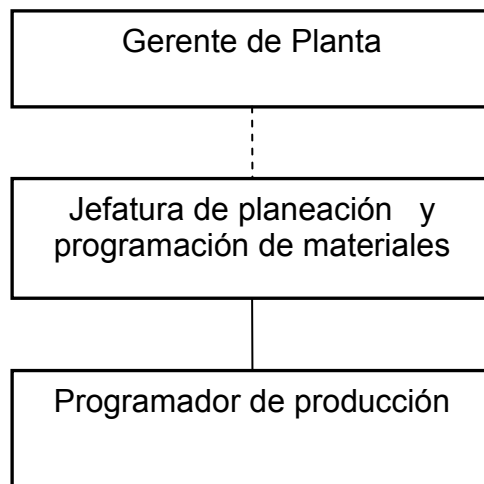 Gerente de Planta
Jefatura de planeación y
programación de materiales
Programador de producción